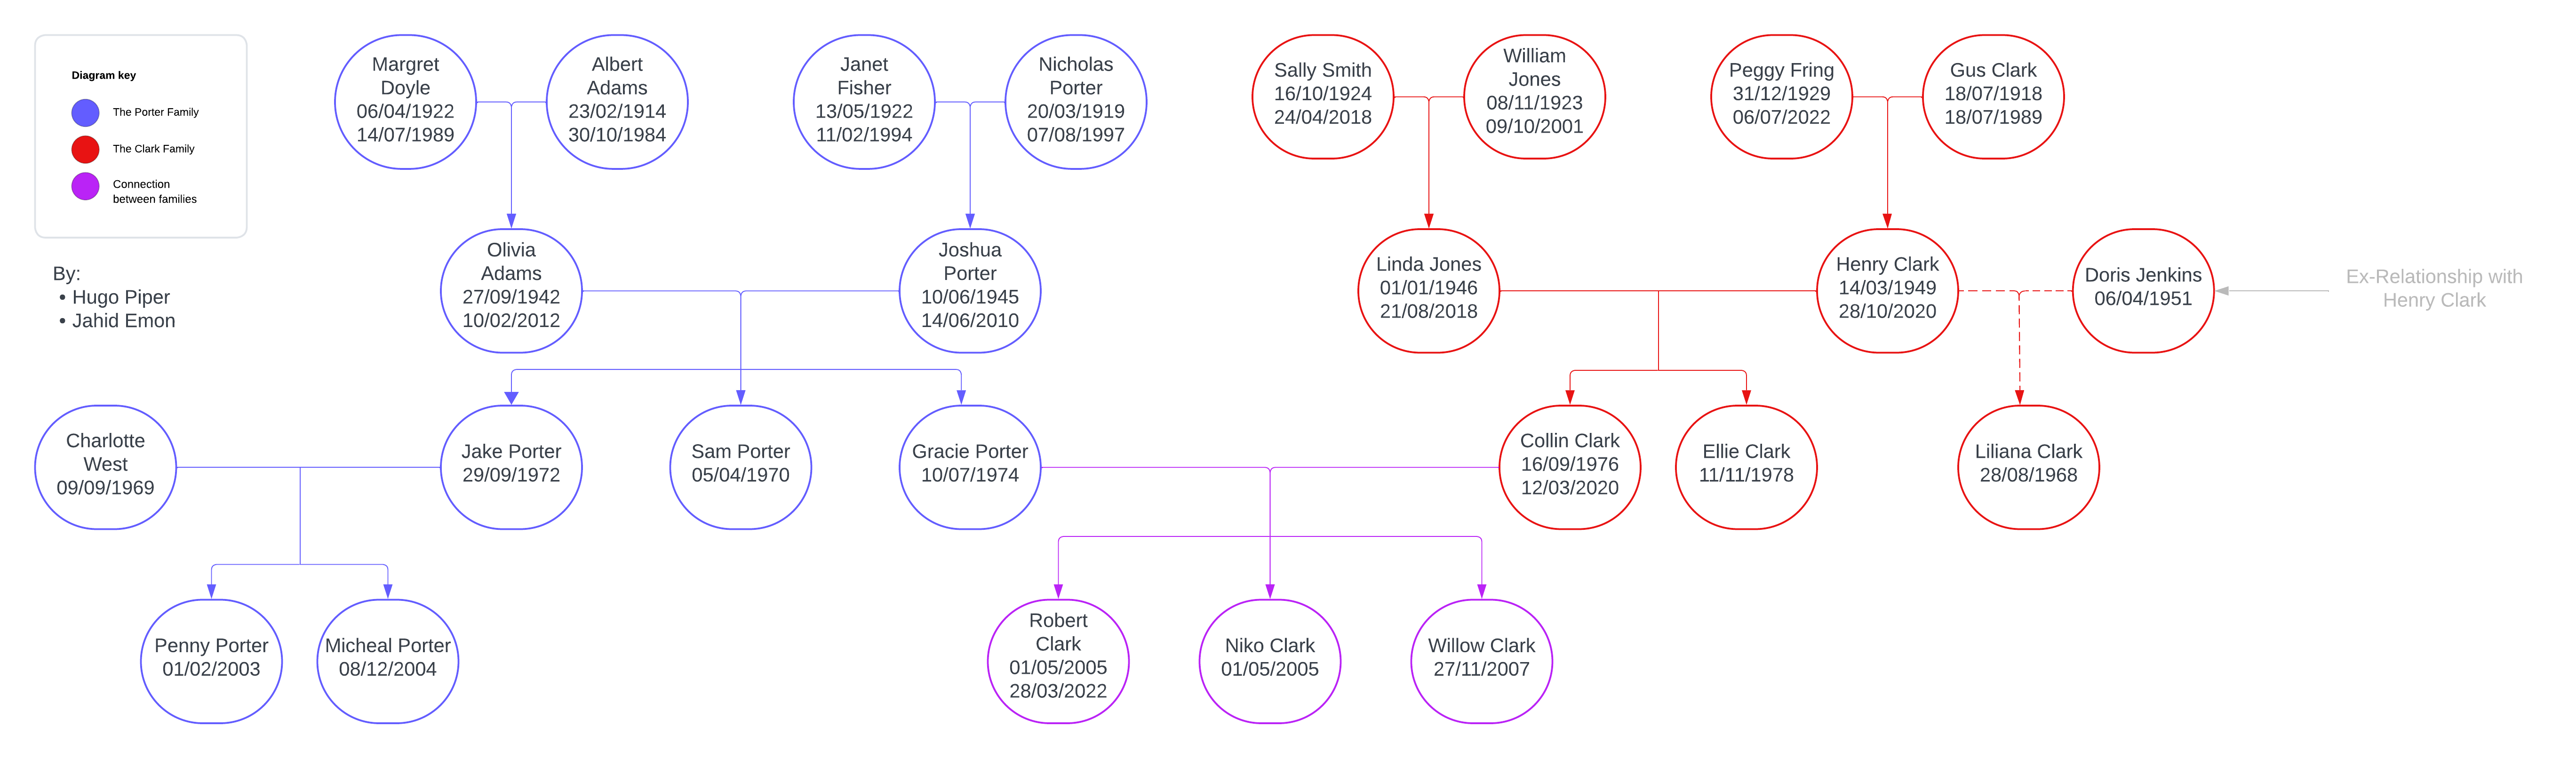 Diagram key
The Porter Family
The Clark Family
Connection
between families
By:
• Hugo Piper
• Jahid Emon
Margret
Doyle
06/04/1922
14/07/1989
Albert
Adams
23/02/1914
30/10/1984
Janet
Fisher
13/05/1922
11/02/1994
Nicholas
Porter
20/03/1919
07/08/1997
Sally Smith
16/10/1924
24/04/2018
William
Jones
08/11/1923
09/10/2001
Peggy Fring
31/12/1929
06/07/2022
Gus Clark
18/07/1918
18/07/1989
Olivia
Adams
27/09/1942
10/02/2012
Joshua
Porter
10/06/1945
14/06/2010
Linda Jones
01/01/1946
21/08/2018
Henry Clark
14/03/1949
28/10/2020
Doris Jenkins
06/04/1951
Ex-Relationship with
Henry Clark
Charlotte
West
09/09/1969
Jake Porter
29/09/1972
Sam Porter
05/04/1970
Gracie Porter
10/07/1974
Collin Clark
16/09/1976
12/03/2020
Ellie Clark
11/11/1978
Liliana Clark
28/08/1968
Penny Porter
01/02/2003
Micheal Porter
08/12/2004
Robert
Clark
01/05/2005
28/03/2022
Niko Clark
01/05/2005
Willow Clark
27/11/2007